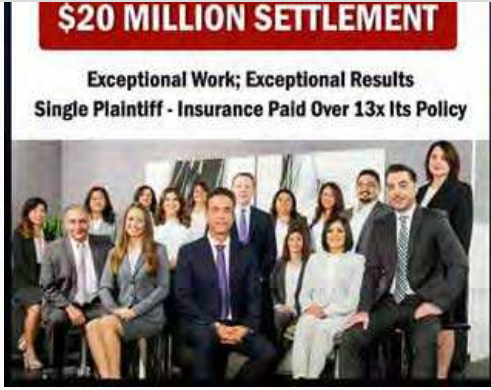 $20 MILLION SETTLEMENT
Exceptional Work; Exceptional Results
Single Plaintiff - Insurance Paid Over 13x Its Policy